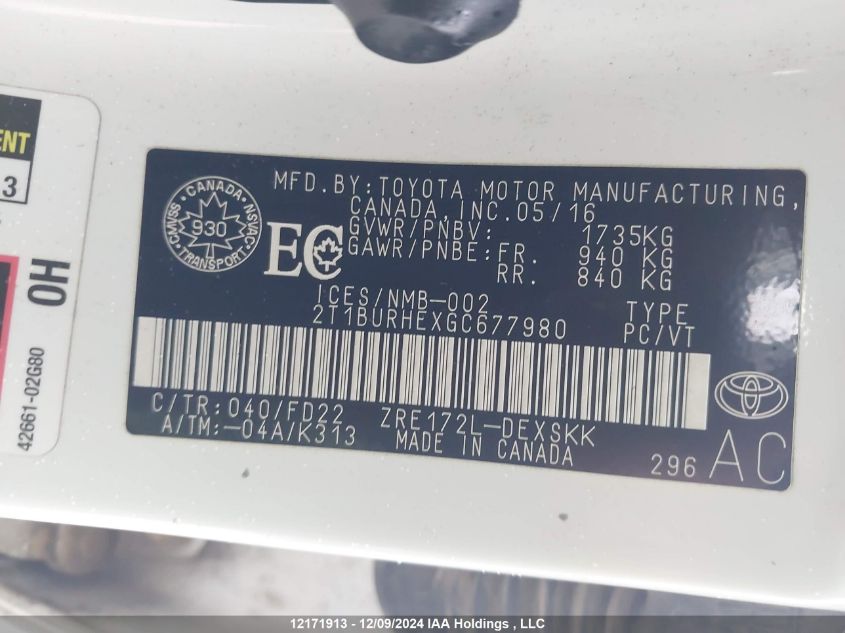 ENT
3
OH
42661-02G80
MFD.BY:TOYOTA MOTOR MANUFACTURING,
CANADA,INC.05/16
GVWR/PNBV: 1735KG
GAWR/PNBE:FR. 940 KG
RR. 840 KG
CANADA
CMVSS 930 NSVAC
TRANSPORT
EC
ICES/NMB-002
2T1BURHEXGC677980
TYPE
PC/VT
C/TR:040/FD22 ZRE172L-DEXSKK
A/TM:-04A/K313 MADE IN CANADA
296 AC
12171913 - 12/09/2024 IAA Holdings , LLC